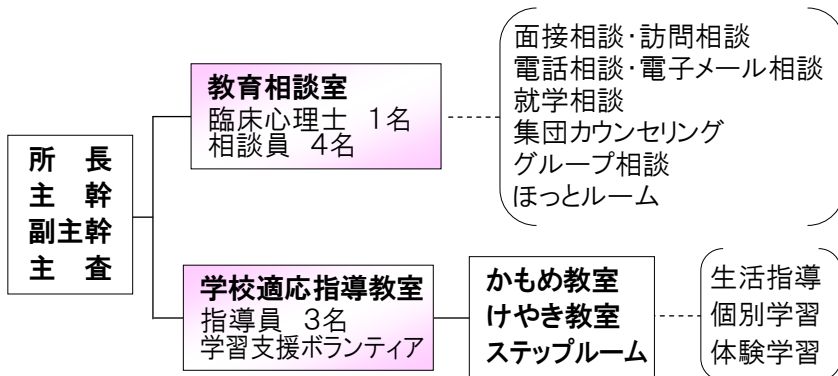 所　長
主　幹
副主幹
主　査
教育相談室
臨床心理士　1名
相談員　4名
面接相談・訪問相談
電話相談・電子メール相談
就学相談
集団カウンセリング
グループ相談
ほっとルーム
学校適応指導教室
指導員　3名
学習支援ボランティア
かもめ教室
けやき教室
ステップルーム
生活指導
個別学習
体験学習